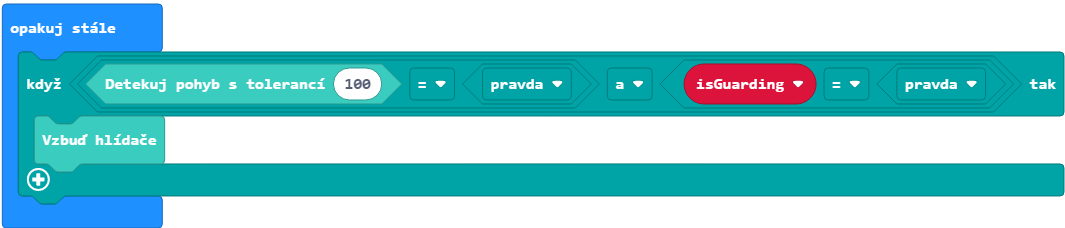 opakuj stále
když Detekuj pohyb s tolerancí 100 = pravda a isGuarding = pravda tak
Vzbuď hlídače